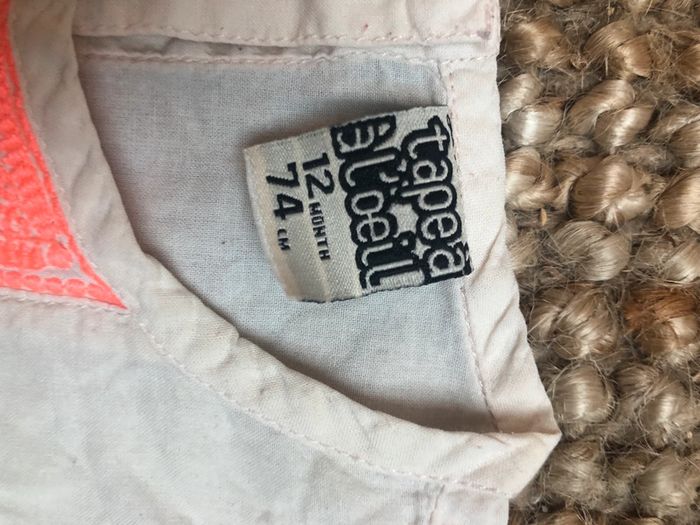 tape à
l'oeil
12 MONTH
74 CM